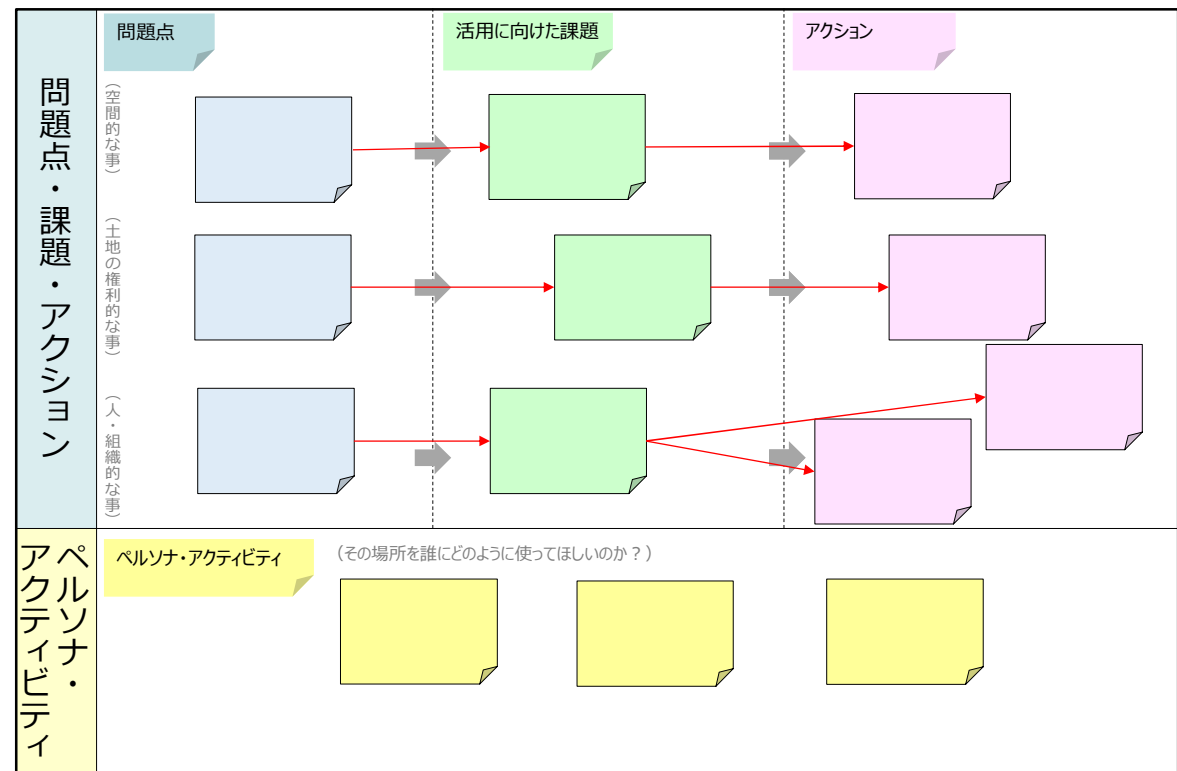 問題点・課題・アクション
問題点
活用に向けた課題
アクション
（空間的な事）
（土地の権利的な事）
（人・組織的な事）
ペルソナ・
アクティビティ
ペルソナ・アクティビティ
（その場所を誰にどのように使ってほしいのか？）